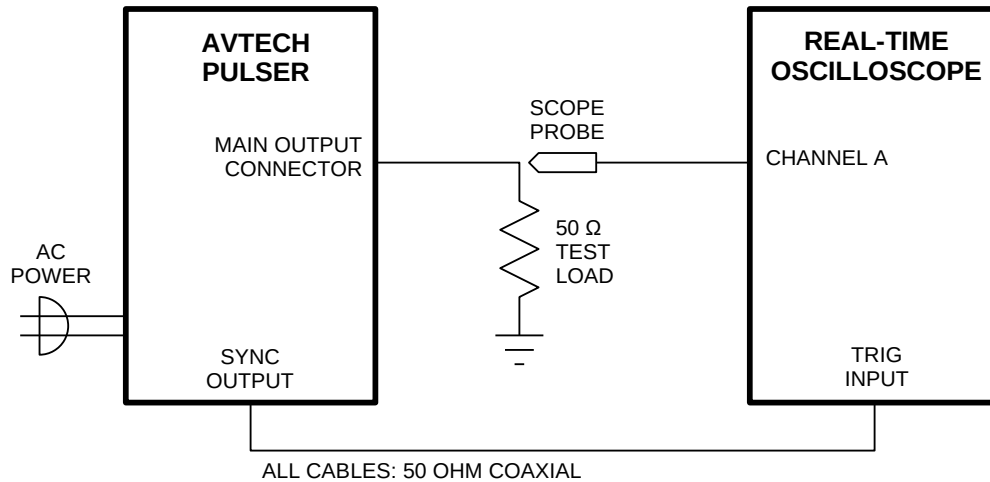 AVTECH
PULSER
REAL-TIME
OSCILLOSCOPE
SCOPE
PROBE
MAIN OUTPUT
CONNECTOR
CHANNEL A
50 Ω
TEST
LOAD
AC
POWER
SYNC
OUTPUT
TRIG
INPUT
ALL CABLES: 50 OHM COAXIAL